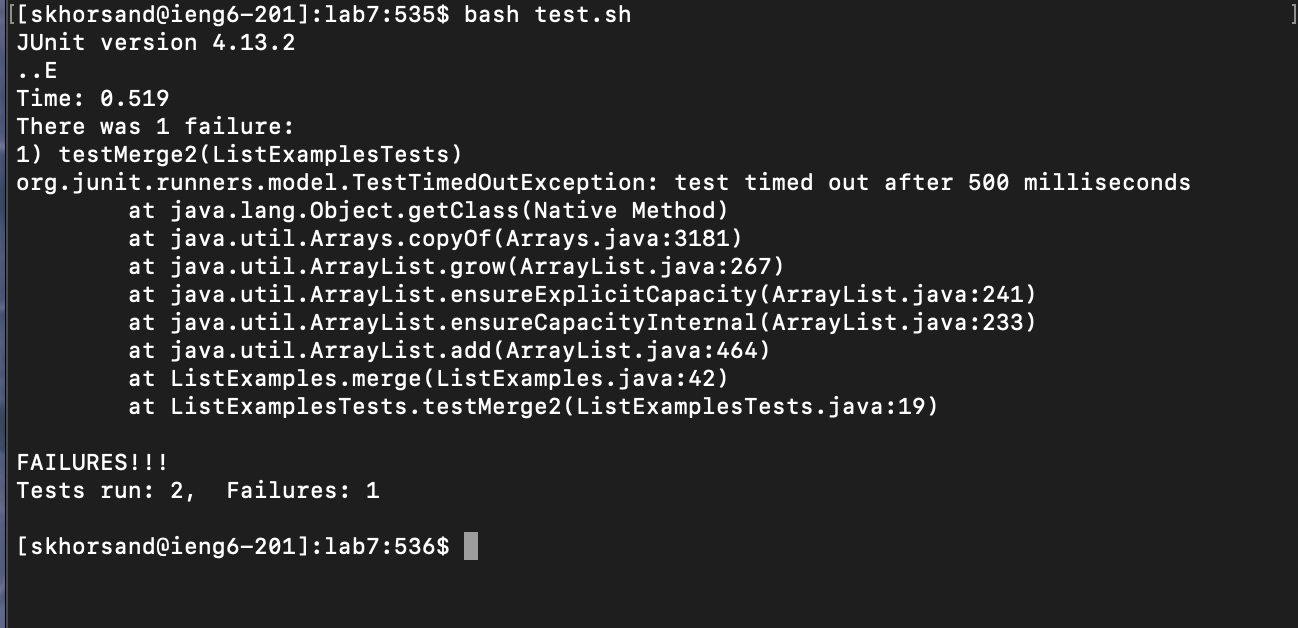 [[skhorsand@ieng6-201]:lab7:535$ bash test.sh ]
JUnit version 4.13.2
..E
Time: 0.519
There was 1 failure:
1) testMerge2(ListExamplesTests)
org.junit.runners.model.TestTimedOutException: test timed out after 500 milliseconds
        at java.lang.Object.getClass(Native Method)
        at java.util.Arrays.copyOf(Arrays.java:3181)
        at java.util.ArrayList.grow(ArrayList.java:267)
        at java.util.ArrayList.ensureExplicitCapacity(ArrayList.java:241)
        at java.util.ArrayList.ensureCapacityInternal(ArrayList.java:233)
        at java.util.ArrayList.add(ArrayList.java:464)
        at ListExamples.merge(ListExamples.java:42)
        at ListExamplesTests.testMerge2(ListExamplesTests.java:19)
FAILURES!!!
Tests run: 2,  Failures: 1
[skhorsand@ieng6-201]:lab7:536$